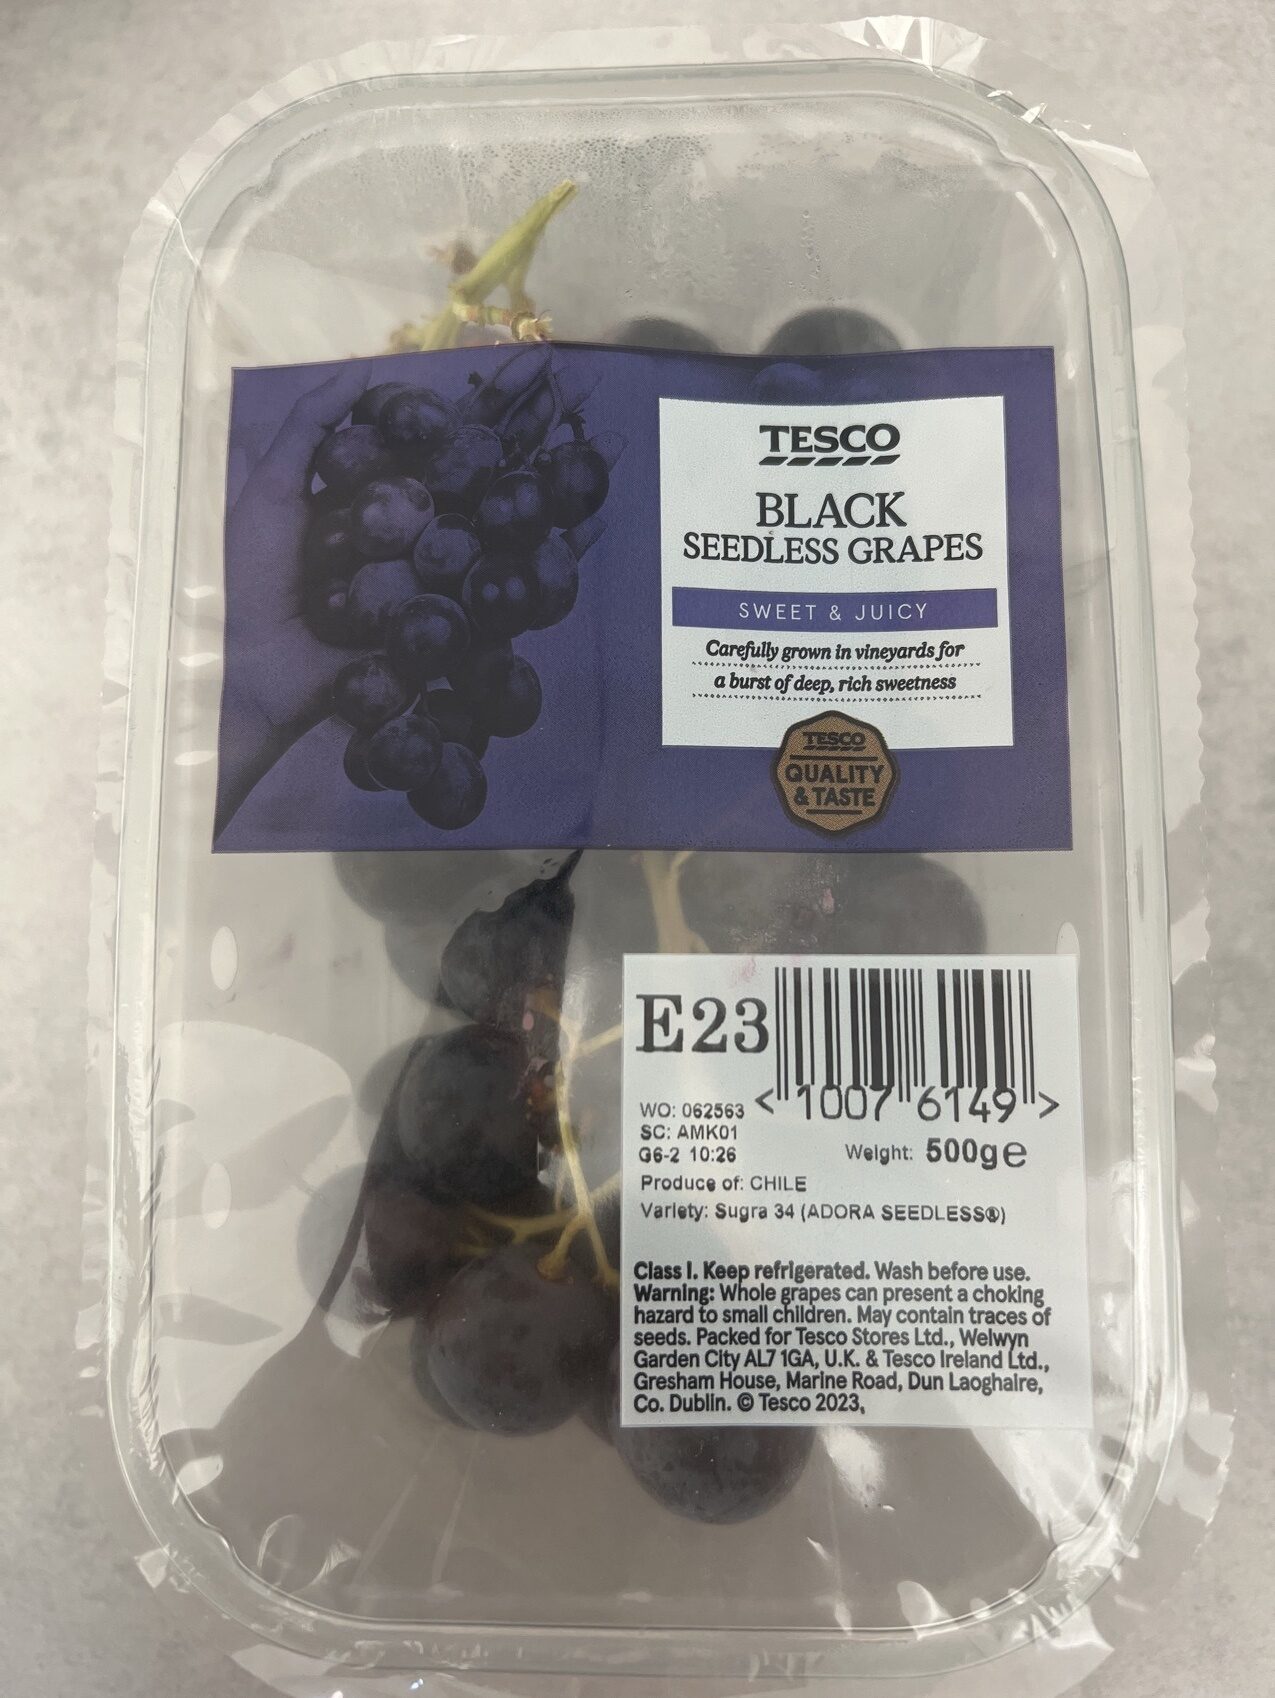 TESCO
BLACK
SEEDLESS GRAPES
SWEET & JUICY
Carefully grown in vineyards for
a burst of deep, rich sweetness
TESCO
QUALITY
& TASTE
E23
<"1007"6149">
WO: 062563
SC: AMK01
G6-2 10:26
Weight: 500g℮
Produce of: CHILE
Variety: Sugra 34 (ADORA SEEDLESS®)
Class I. Keep refrigerated. Wash before use.
Warning: Whole grapes can present a choking
hazard to small children. May contain traces of
seeds. Packed for Tesco Stores Ltd., Welwyn
Garden City AL7 1GA, U.K. & Tesco Ireland Ltd.,
Gresham House, Marine Road, Dun Laoghaire,
Co. Dublin. © Tesco 2023,